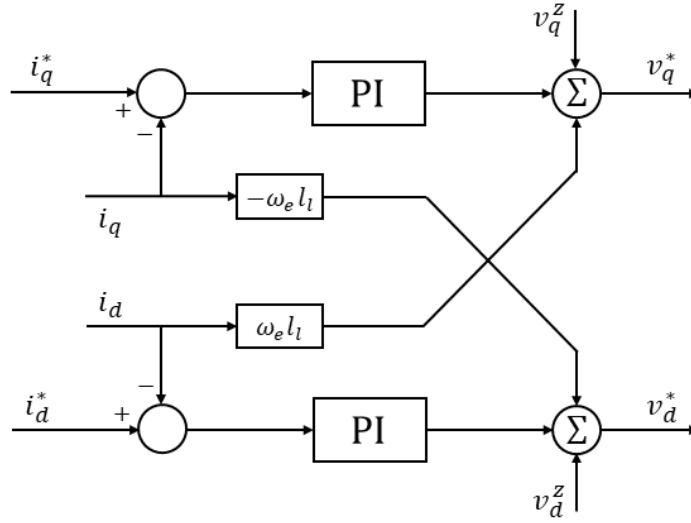 v_q^z
i_q^* + − PI Σ v_q^*
i_q −ω_e l_l
i_d ω_e l_l
i_d^* + − PI Σ v_d^*
v_d^z